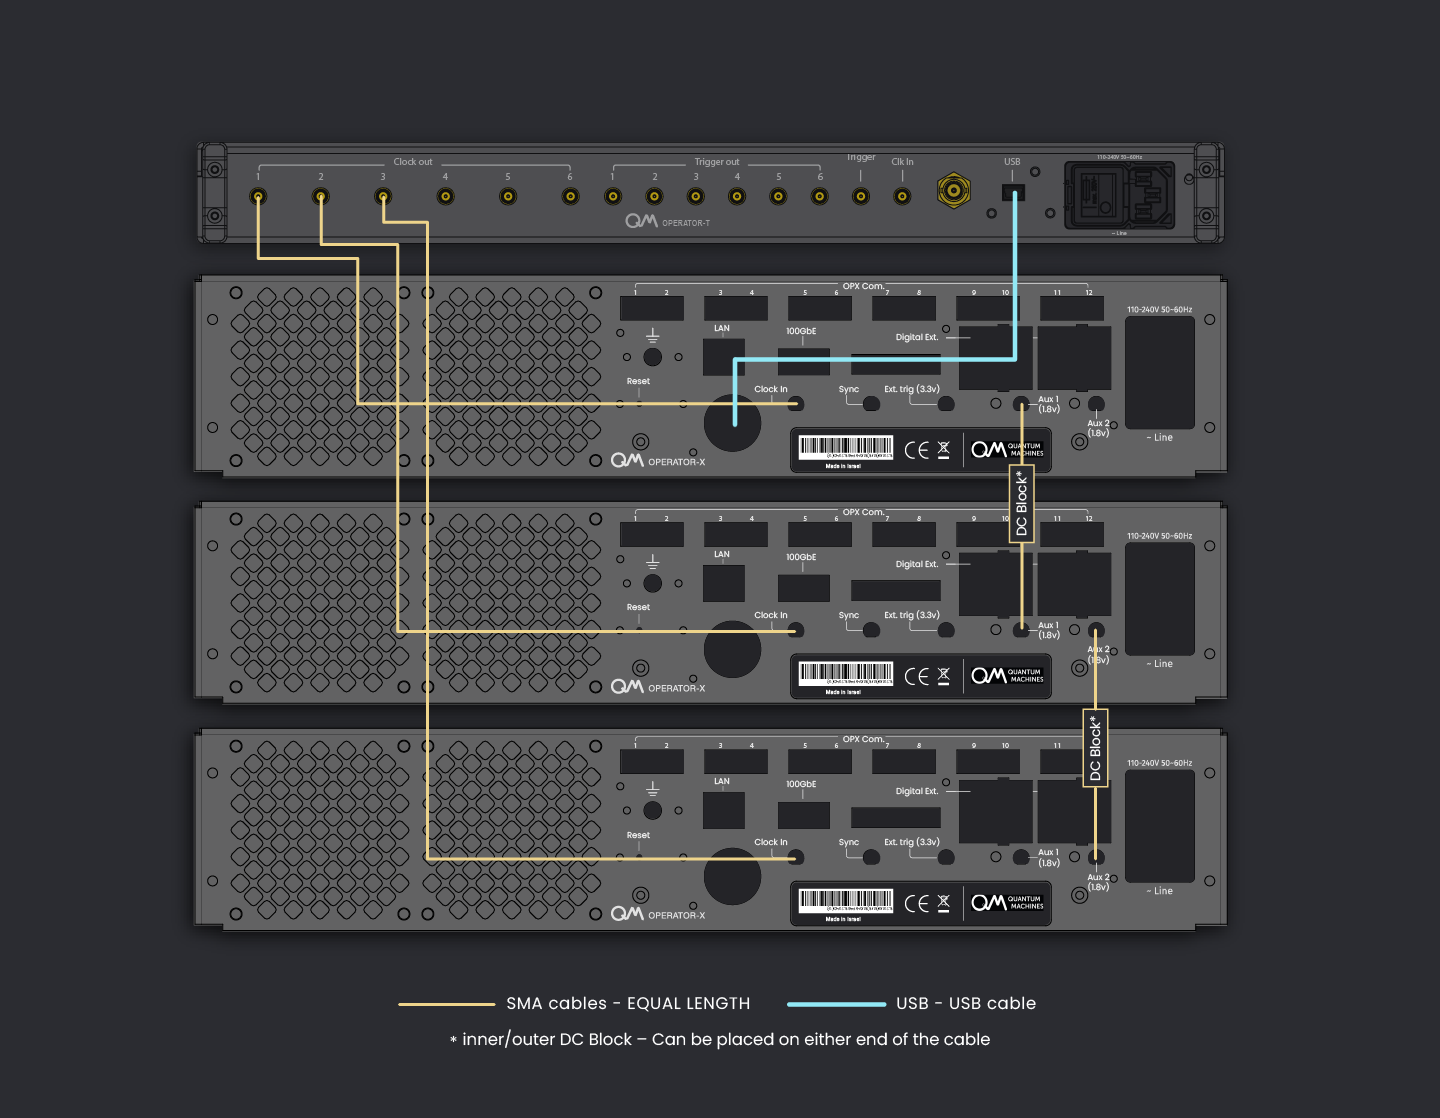 Clock out
Trigger out
Trigger
Clk In
USB
110-240V 50-60Hz
1 2 3 4 5 6
1 2 3 4 5 6
QM OPERATOR-T
~ Line
OPX Com.
1 2 3 4 5 6 7 8 9 10 11 12
110-240V 50-60Hz
LAN
100GbE
Digital Ext.
Reset
Clock In
Sync
Ext. trig (3.3v)
Aux 1
(1.8v)
Aux 2
(1.8v)
~ Line
QM OPERATOR-X
Made in Israel
CE
QM QUANTUM
MACHINES
DC Block*
OPX Com.
1 2 3 4 5 6 7 8 9 10 11 12
110-240V 50-60Hz
LAN
100GbE
Digital Ext.
Reset
Clock In
Sync
Ext. trig (3.3v)
Aux 1
(1.8v)
Aux 2
(1.8v)
~ Line
QM OPERATOR-X
Made in Israel
CE
QM QUANTUM
MACHINES
DC Block*
OPX Com.
1 2 3 4 5 6 7 8 9 10 11
110-240V 50-60Hz
LAN
100GbE
Digital Ext.
Reset
Clock In
Sync
Ext. trig (3.3v)
Aux 1
(1.8v)
Aux 2
(1.8v)
~ Line
QM OPERATOR-X
Made in Israel
CE
QM QUANTUM
MACHINES
SMA cables - EQUAL LENGTH
USB - USB cable
* inner/outer DC Block – Can be placed on either end of the cable